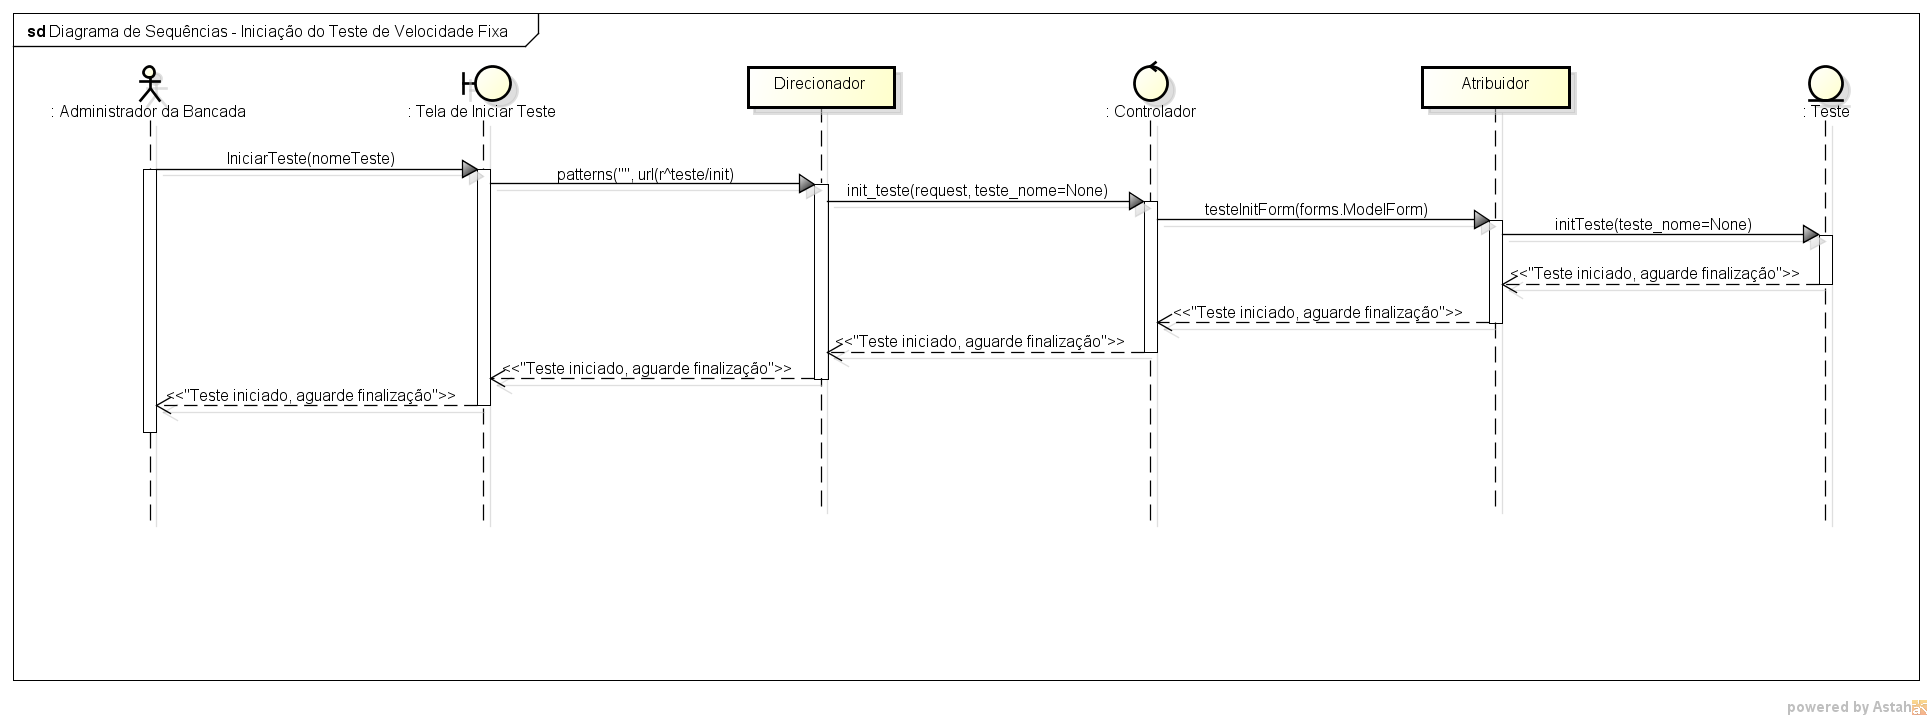 sd Diagrama de Sequências - Iniciação do Teste de Velocidade Fixa
: Administrador da Bancada
: Tela de Iniciar Teste
Direcionador
: Controlador
Atribuidor
: Teste
IniciarTeste(nomeTeste)
patterns("", url(r^teste/init)
init_teste(request, teste_nome=None)
testeInitForm(forms.ModelForm)
initTeste(teste_nome=None)
<<"Teste iniciado, aguarde finalização">>
<<"Teste iniciado, aguarde finalização">>
<<"Teste iniciado, aguarde finalização">>
<<"Teste iniciado, aguarde finalização">>
<<"Teste iniciado, aguarde finalização">>
powered by Astah